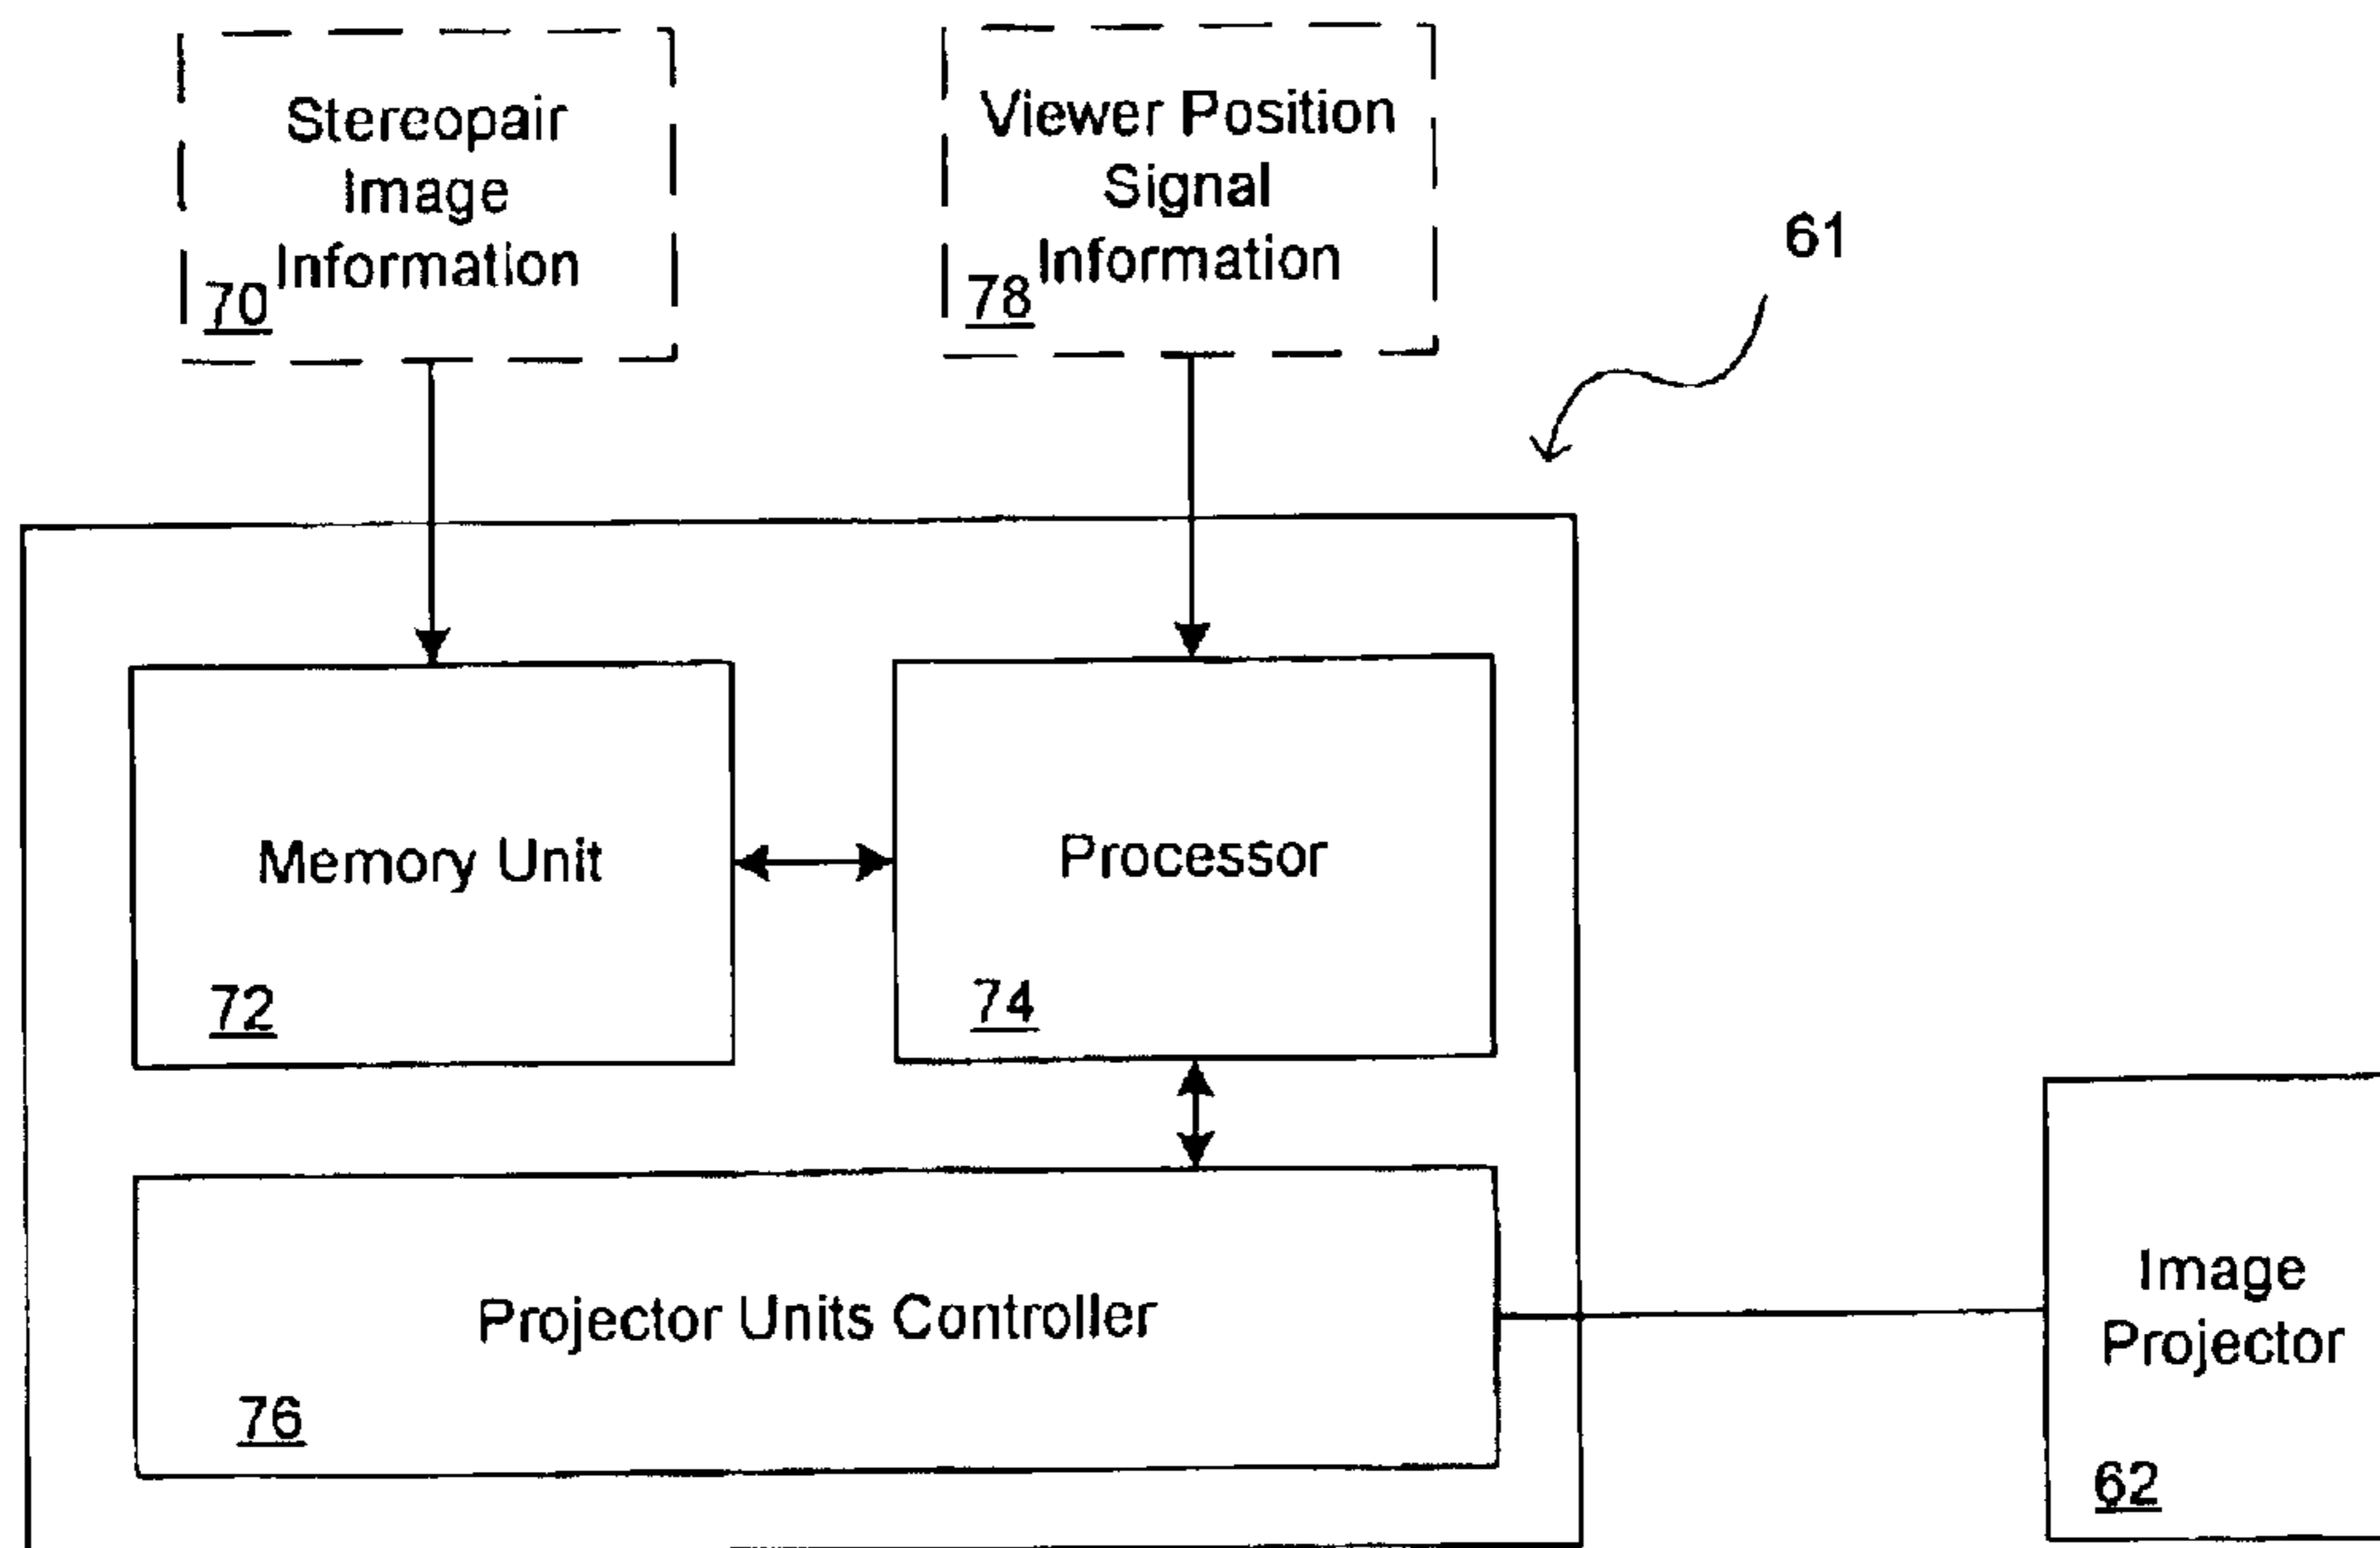 Stereopair
Image
Information
70
Viewer Position
Signal
Information
78
61
Memory Unit
72
Processor
74
Projector Units Controller
76
Image
Projector
62